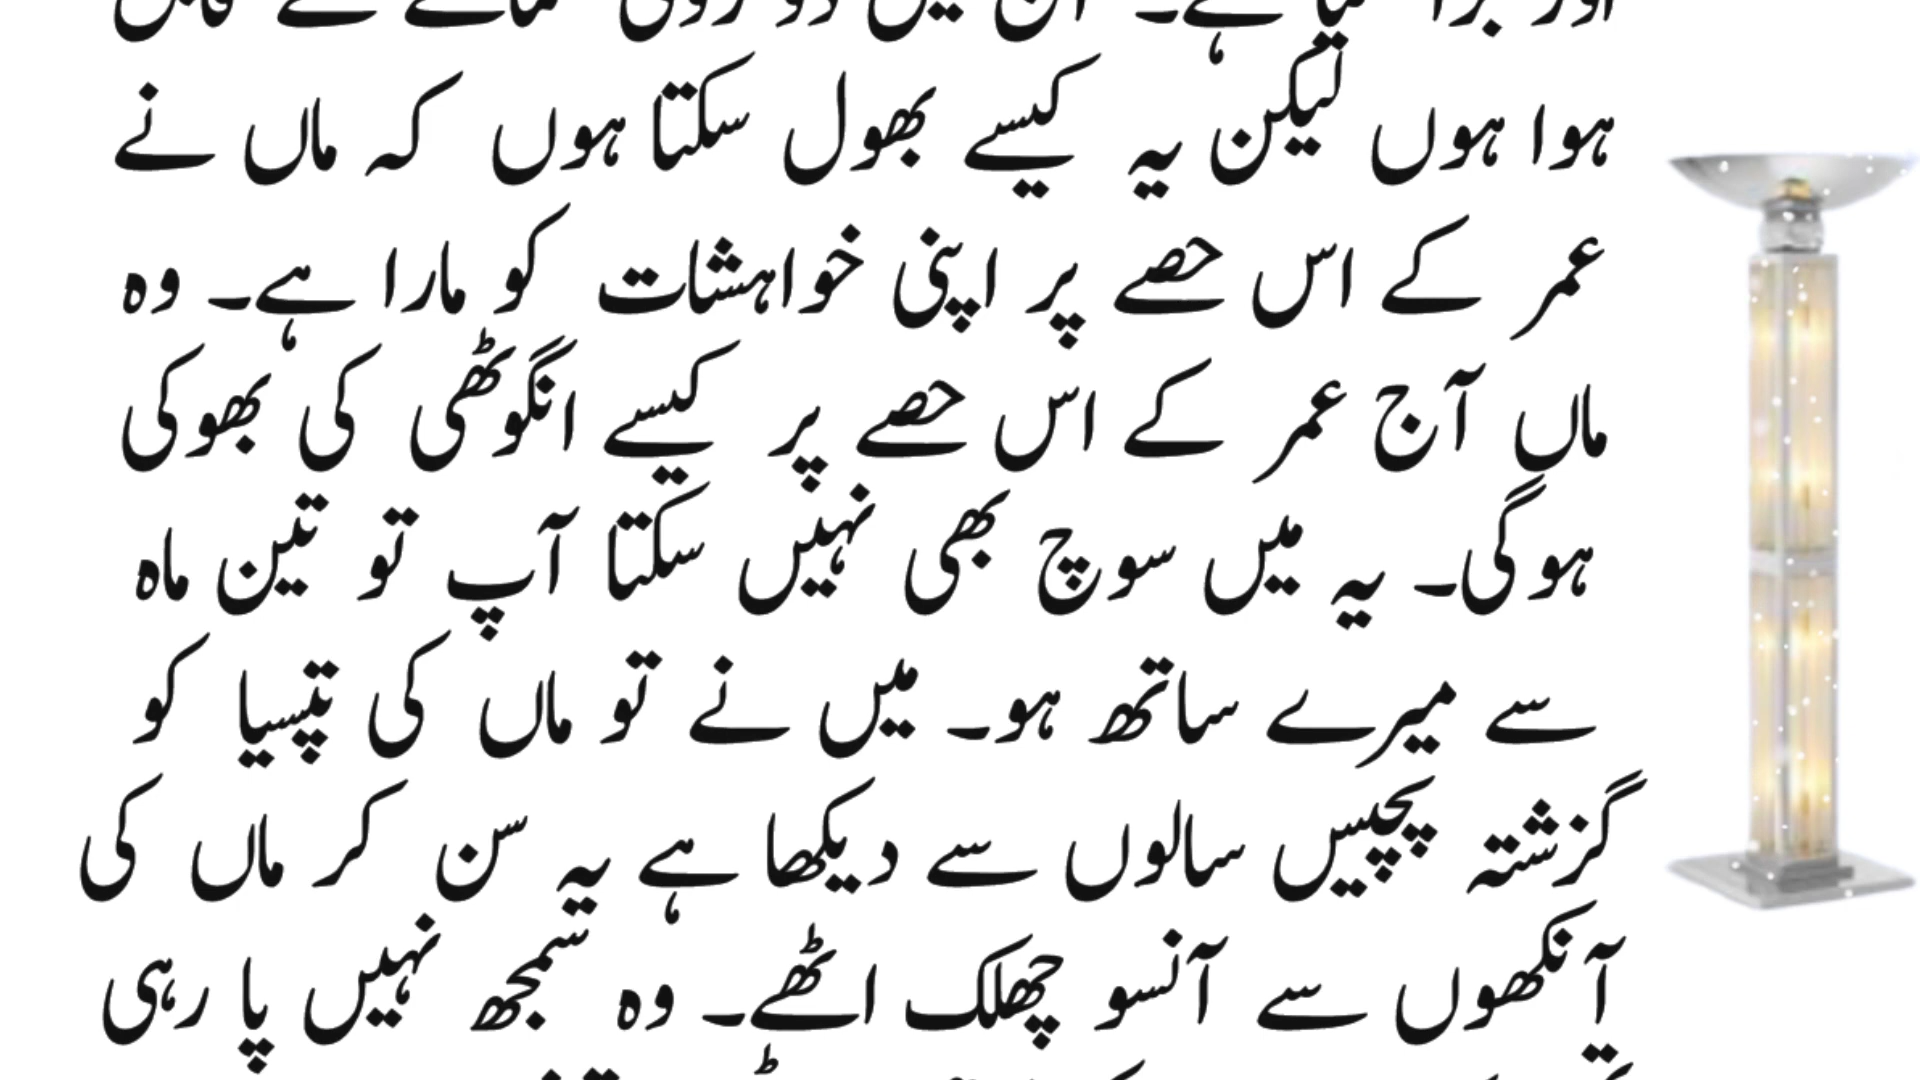 ہوا ہوں لیکن یہ کیسے بھول سکتا ہوں کہ ماں نے
عمر کے اس حصے پر اپنی خواہشات کو مارا ہے۔ وہ
ماں آج عمر کے اس حصے پر کیسے انگوٹھی کی بھوکی
ہوگی۔ یہ میں سوچ بھی نہیں سکتا آپ تو تین ماہ
سے میرے ساتھ ہو۔ میں نے تو ماں کی تپسیا کو
گزشتہ پچپیس سالوں سے دیکھا ہے یہ سن کر ماں کی
آنکھوں سے آنسو چھلک اٹھے۔ وہ سمجھ نہیں پا رہی